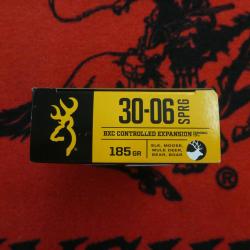 30-06
SPRG
BXC CONTROLLED EXPANSION
185 GR
ELK, MOOSE,
MULE DEER,
BEAR, BOAR